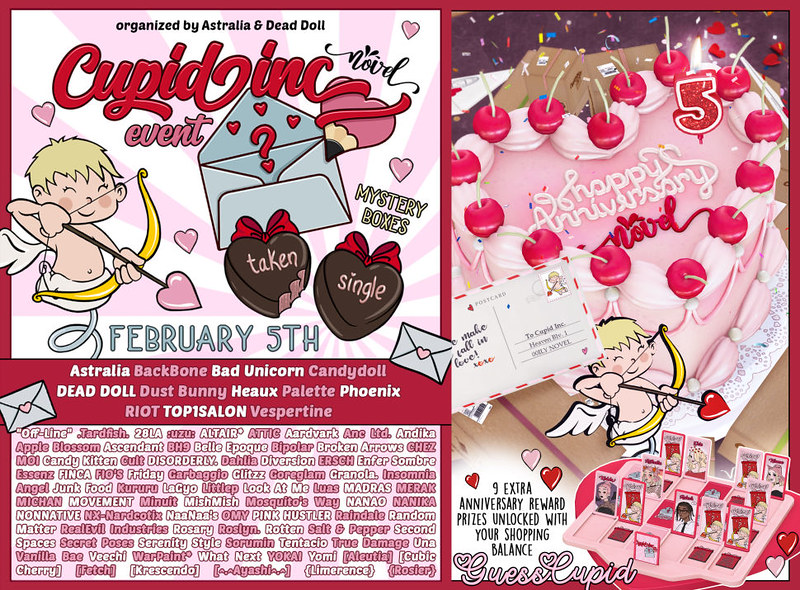 organized by Astralia & Dead Doll
Cupid inc
novel
event
?
MYSTERY
BOXES
taken
single
FEBRUARY 5TH
Astralia BackBone Bad Unicorn Candydoll
DEAD DOLL Dust Bunny Heaux Palette Phoenix
RIOT TOP1SALON Vespertine
"Off-Line" .Tardfish. 28LA :uzu: ALTAIR* ATTIC Aardvark Anc Ltd. Andika
Apple Blossom Ascendant BH9 Belle Epoque Bipolar Broken Arrows CHEZ
MOI Candy Kitten Cult DISORDERLY. Dahlia Diversion ERSCH Enfer Sombre
Essenz FINCA FIO'S Friday Garbaggio Glitzz Goreglam Granola. Insomnia
Angel Junk Food Kururu LaGyo Littlep Look At Me Luas MADRAS MERAK
MICHAN MOVEMENT Minuit MishMish Mosquito's Way NANAO NANIKA
NONNATIVE NX-Nardcotix NaaNaa's OMY PINK HUSTLER Raindale Random
Matter RealEvil Industries Rosary Roslyn. Rotten Salt & Pepper Second
Spaces Secret Poses Serenity Style Sorumin Tentacio True Damage Una
Vanilla Bae Veechi WarPaint* What Next YOKAI Yomi [Aleutia] [Cubic
Cherry] [Fetch] [Krescendo] [^.^Ayashi^.^] {Limerence} {Rosier}
5
happy
Anniversary
novel
POSTCARD
make
fall in
love!
xoxo
To Cupid Inc.
Heaven Blv. 1
00ILY NOVEL
9 EXTRA
ANNIVERSARY REWARD
PRIZES UNLOCKED WITH
YOUR SHOPPING
BALANCE
GuessCupid